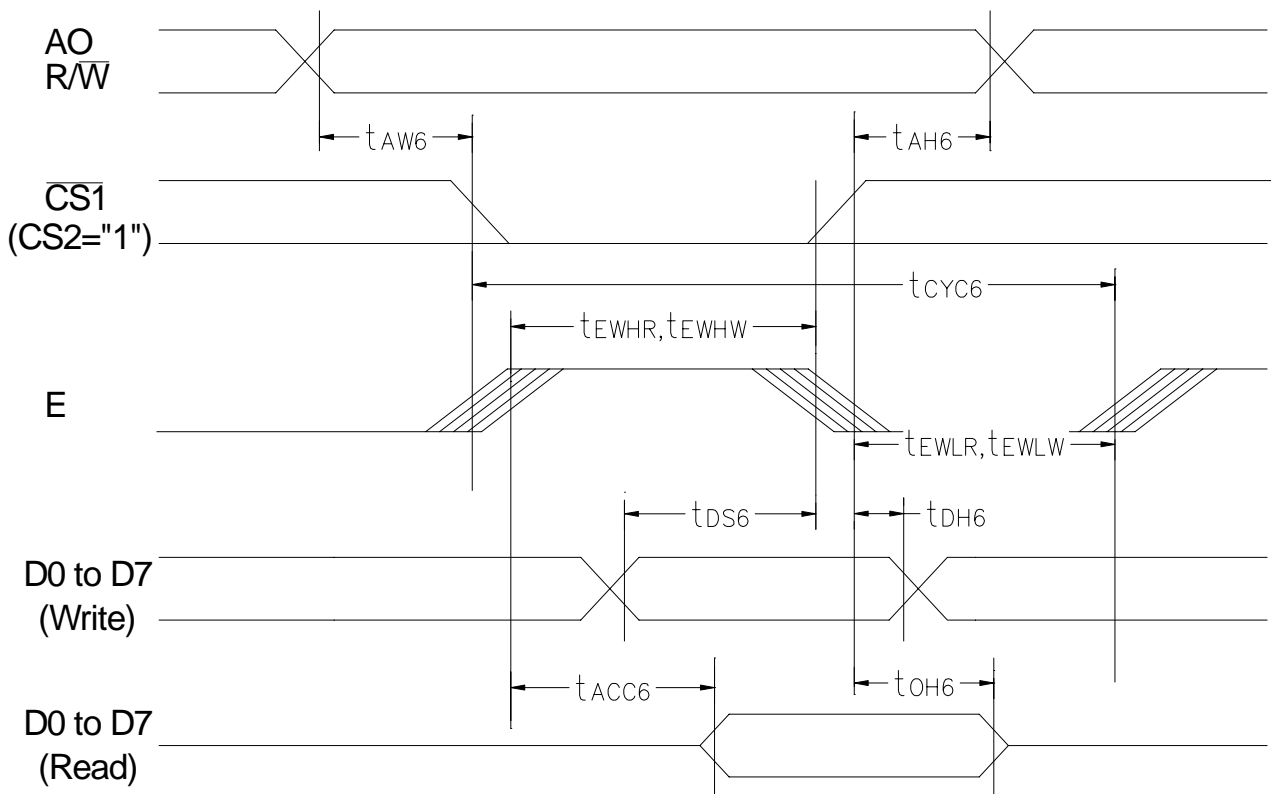 AO
R/W̅
tAW6
tAH6
C̅S̅1̅
(CS2="1")
tCYC6
tEWHR,tEWHW
E
tEWLR,tEWLW
tDS6
tDH6
D0 to D7
(Write)
tACC6
tOH6
D0 to D7
(Read)